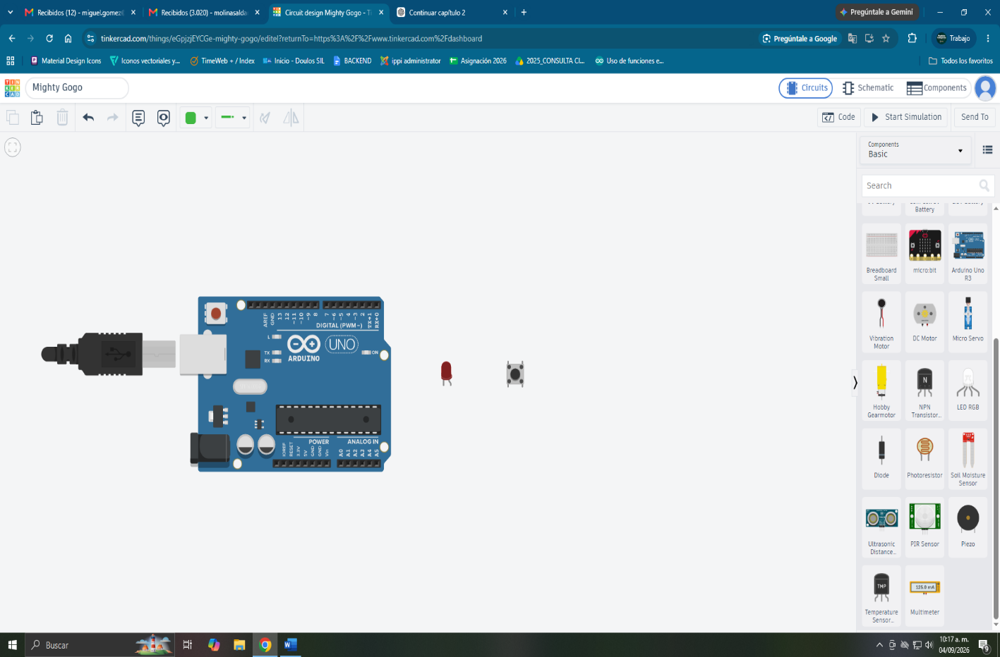 Recibidos (12) - miguel.gomez
Recibidos (3.020) - molinasalda
Circuit design Mighty Gogo - Ti
Continuar capítulo 2
Pregúntale a Gemini
tinkercad.com/things/eGpjzjEYCGe-mighty-gogo/editel?returnTo=https%3A%2F%2Fwww.tinkercad.com%2Fdashboard
Pregúntale a Google
Trabajo
Material Design Icons
Iconos vectoriales y...
TimeWeb + / Index
Inicio - Doulos SIL
BACKEND
ippi administrator
Asignación 2026
2025_CONSULTA CI...
Uso de funciones e...
Todos los favoritos
TIN
KER
CAD
Mighty Gogo
Circuits
Schematic
Components
Code
Start Simulation
Send To
Components
Basic
Search
Battery
Breadboard
Small
micro:bit
Arduino Uno
R3
Vibration
Motor
DC Motor
Micro Servo
Hobby
Gearmotor
N
NPN
Transistor...
LED RGB
Diode
Photoresistor
Soil Moisture
Sensor
Ultrasonic
Distance...
PIR Sensor
Piezo
TMP
Temperature
Sensor...
125.0 mA
Multimeter
AREF
GND
13
12
~11
~10
~9
8
7
~6
~5
4
~3
2
TX→1
RX←0
DIGITAL (PWM~)
L
TX
RX
ARDUINO
UNO
ON
POWER
ANALOG IN
IOREF
RESET
3.3V
5V
GND
GND
Vin
A0
A1
A2
A3
A4
A5
Buscar
10:17 a. m.
04/09/2026
9